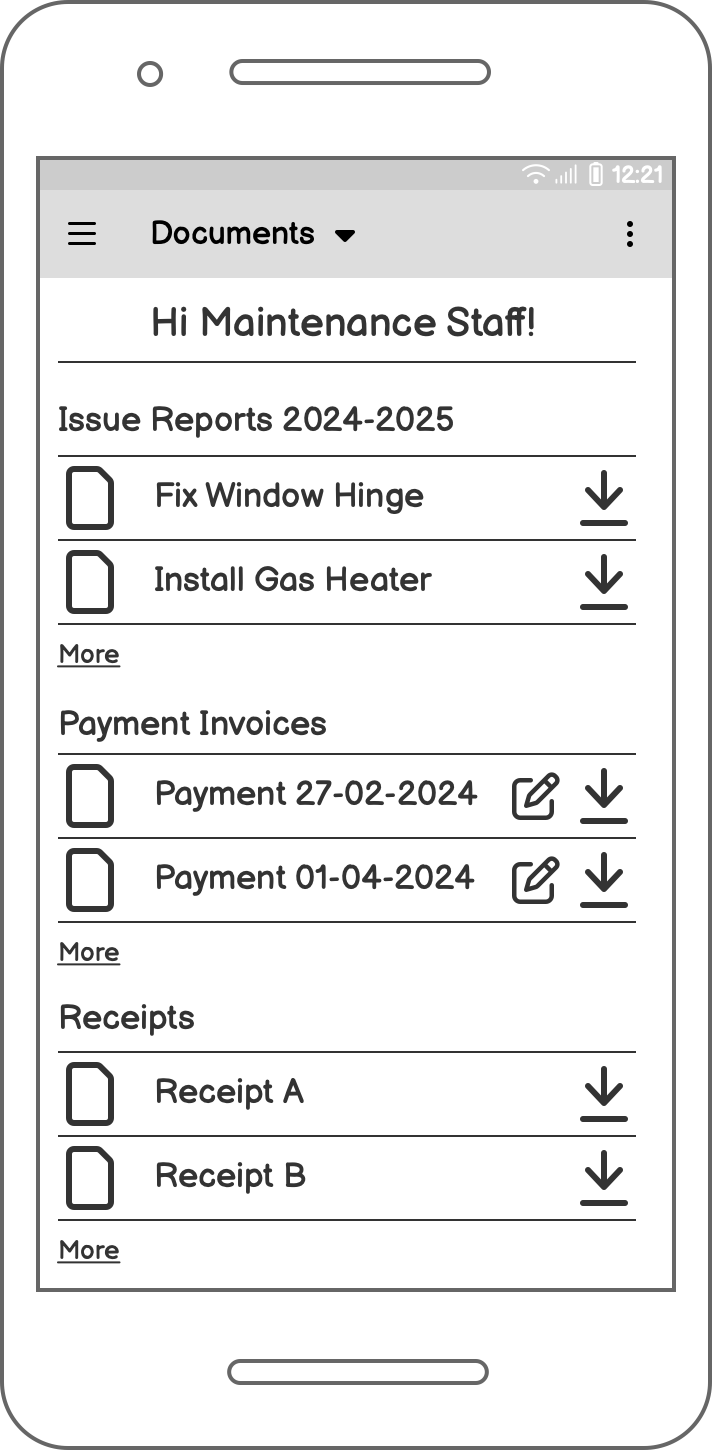 12:21
Documents
Hi Maintenance Staff!
Issue Reports 2024-2025
Fix Window Hinge
Install Gas Heater
More
Payment Invoices
Payment 27-02-2024
Payment 01-04-2024
More
Receipts
Receipt A
Receipt B
More